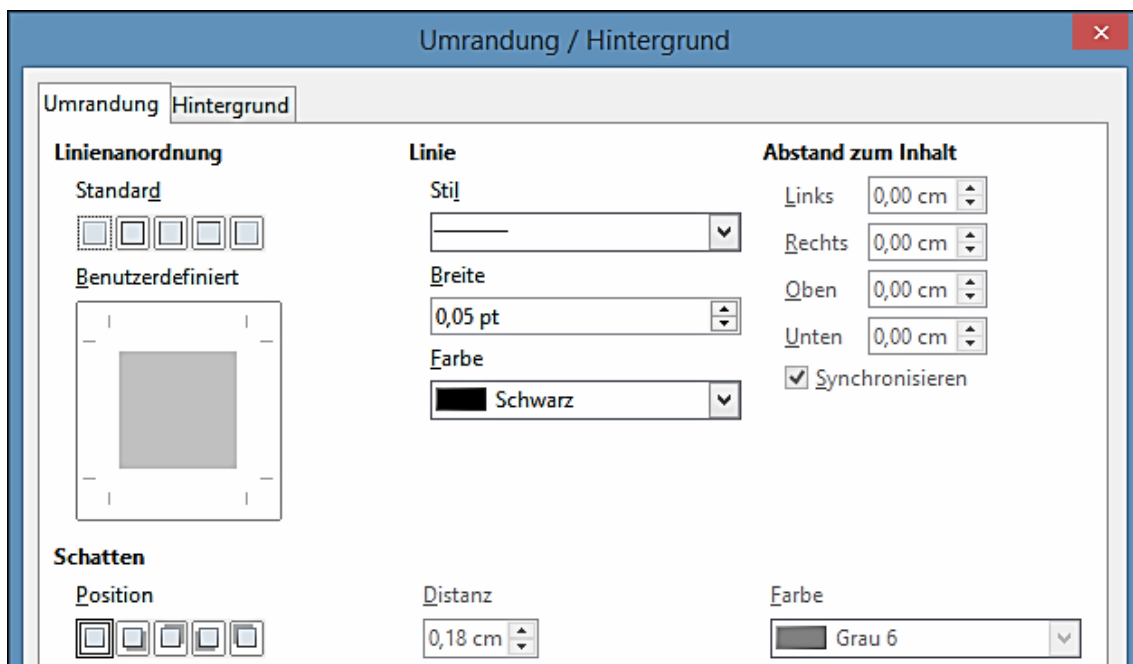 Umrandung / Hintergrund
Umrandung Hintergrund
Linienanordnung
Standard
Benutzerdefiniert
Linie
Stil
Breite
0,05 pt
Farbe
Schwarz
Abstand zum Inhalt
Links 0,00 cm
Rechts 0,00 cm
Oben 0,00 cm
Unten 0,00 cm
Synchronisieren
Schatten
Position
Distanz
0,18 cm
Farbe
Grau 6